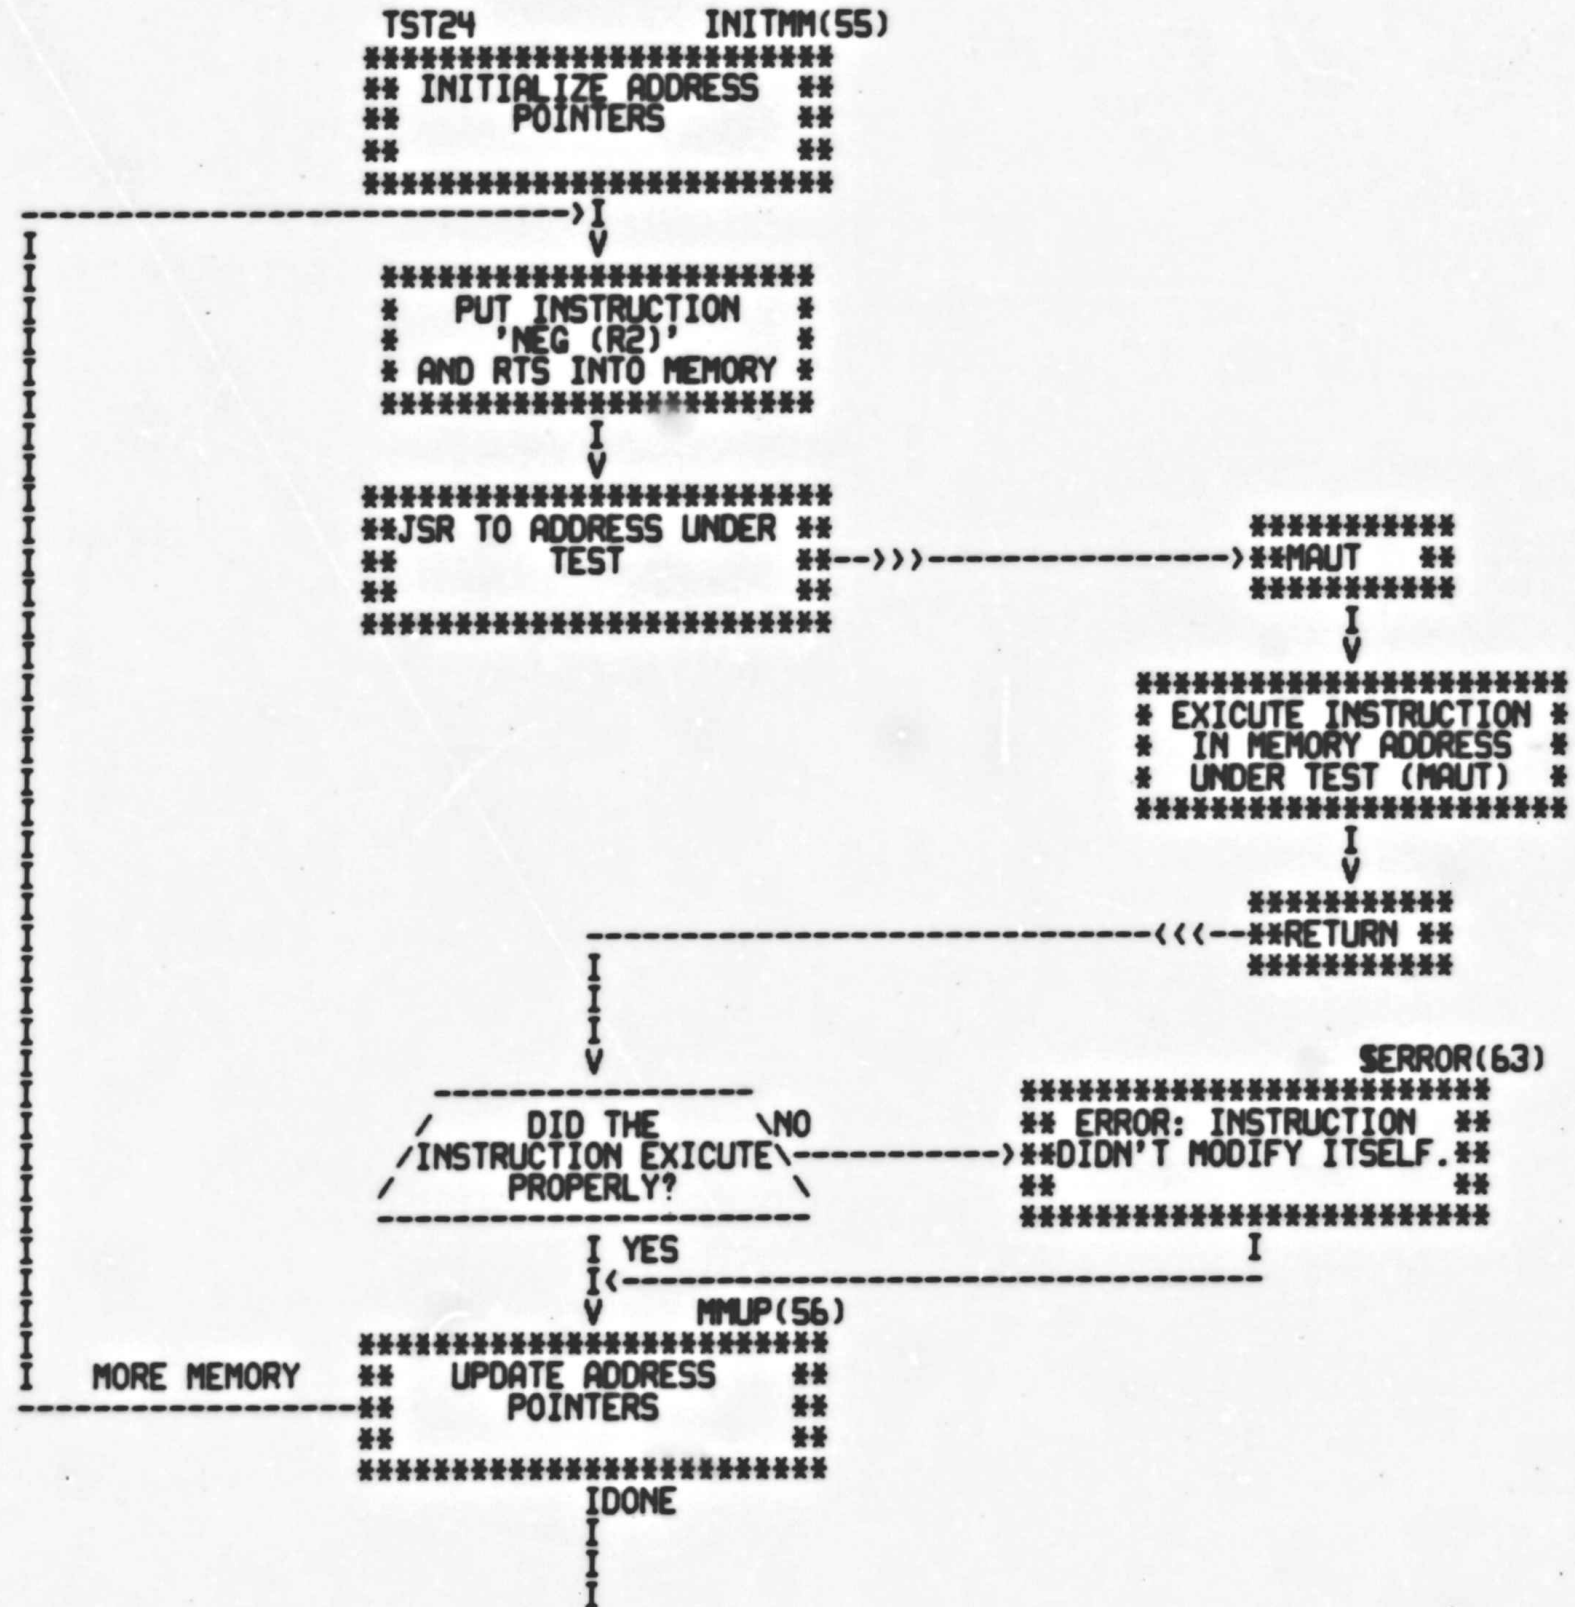 TST24 INITMM(55)
*************************
** INITIALIZE ADDRESS **
** POINTERS **
** **
*************************
----------------------------->I
I V
***********************
* PUT INSTRUCTION *
* 'NEG (R2)' *
* AND RTS INTO MEMORY *
***********************
I
V
*************************
**JSR TO ADDRESS UNDER **
** TEST **-->>>---------------->**MAUT **
** **
*************************
***********
***********
I
V
***********************
* EXICUTE INSTRUCTION *
* IN MEMORY ADDRESS *
* UNDER TEST (MAUT) *
***********************
I
V
***********
------------------------------<<<--**RETURN **
***********
I
I
I
V
$ERROR(63)
*************************
/ DID THE \NO ** ERROR: INSTRUCTION **
/INSTRUCTION EXICUTE\----------->**DIDN'T MODIFY ITSELF.**
/ PROPERLY? \ ** **
----------------------- *************************
I YES I
I<----------------------------------
V MMUP(56)
*************************
I MORE MEMORY ** UPDATE ADDRESS **
------------------** POINTERS **
** **
*************************
IDONE
I
I
I